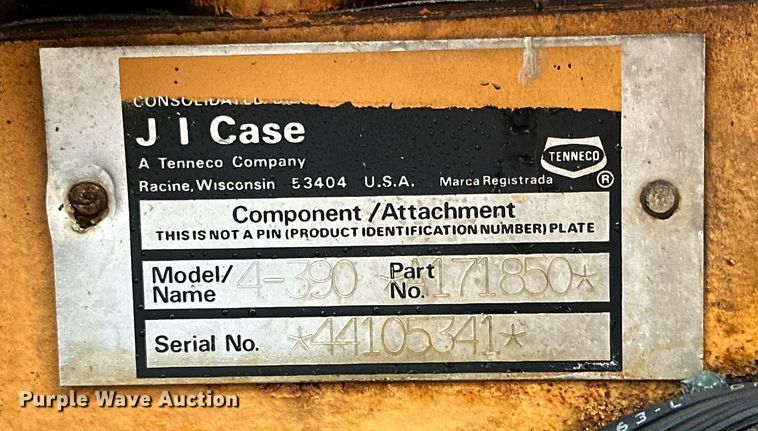 J I Case
A Tenneco Company
Racine, Wisconsin 53404 U.S.A. Marca Registrada
TENNECO
®
Component/Attachment
THIS IS NOT A PIN (PRODUCT IDENTIFICATION NUMBER) PLATE
Model/Name 4-390 Part No. *A171850*
Serial No. *44105341*
Purple Wave Auction